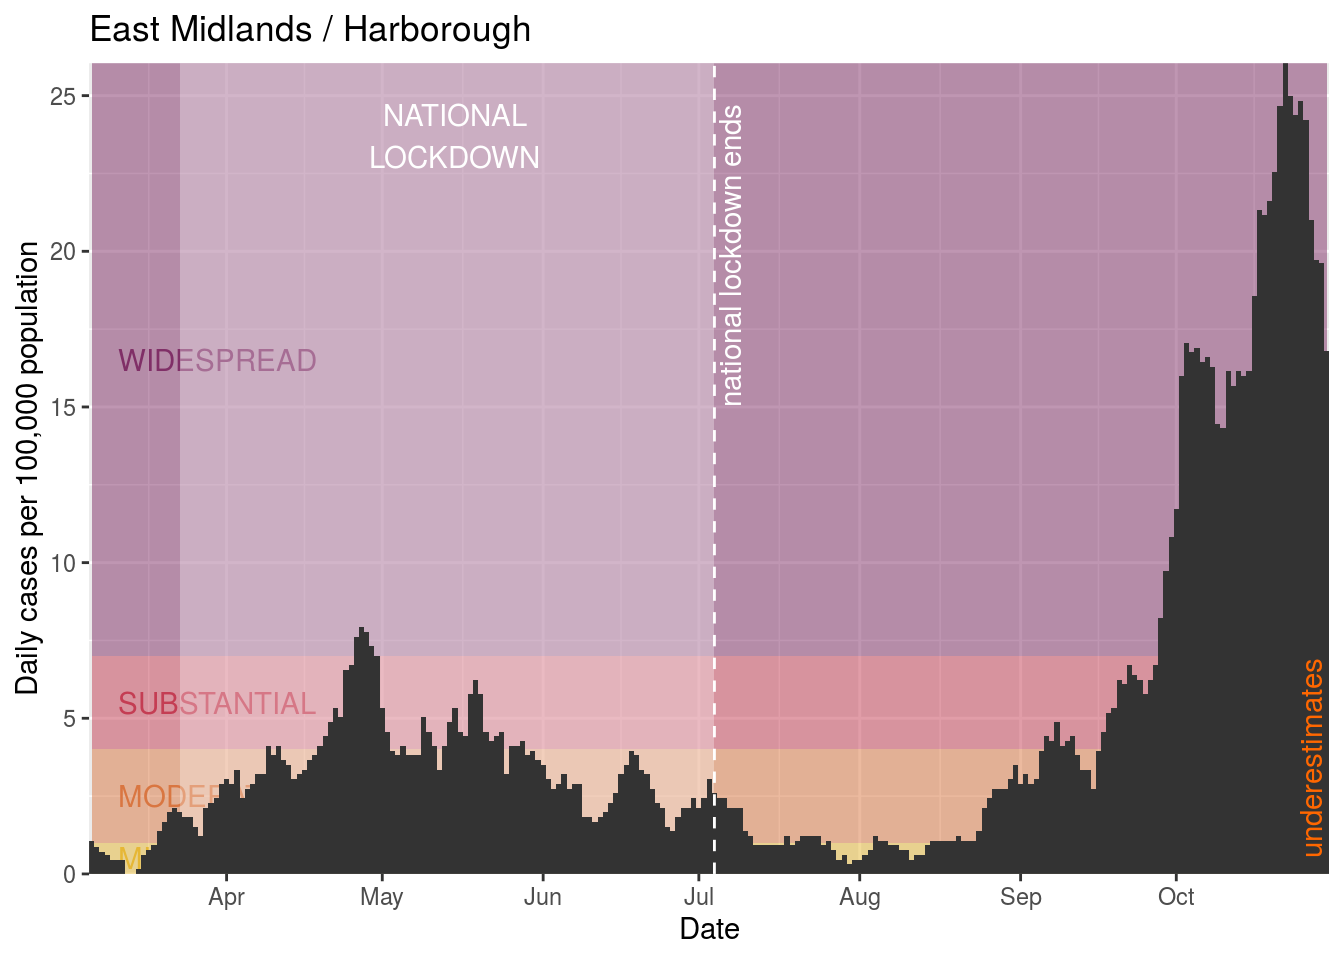 East Midlands / Harborough
Daily cases per 100,000 population
25
20
15
10
5
0
NATIONAL
LOCKDOWN
national lockdown ends
WIDESPREAD
SUBSTANTIAL
MODE
M
underestimates
Apr
May
Jun
Jul
Aug
Sep
Oct
Date